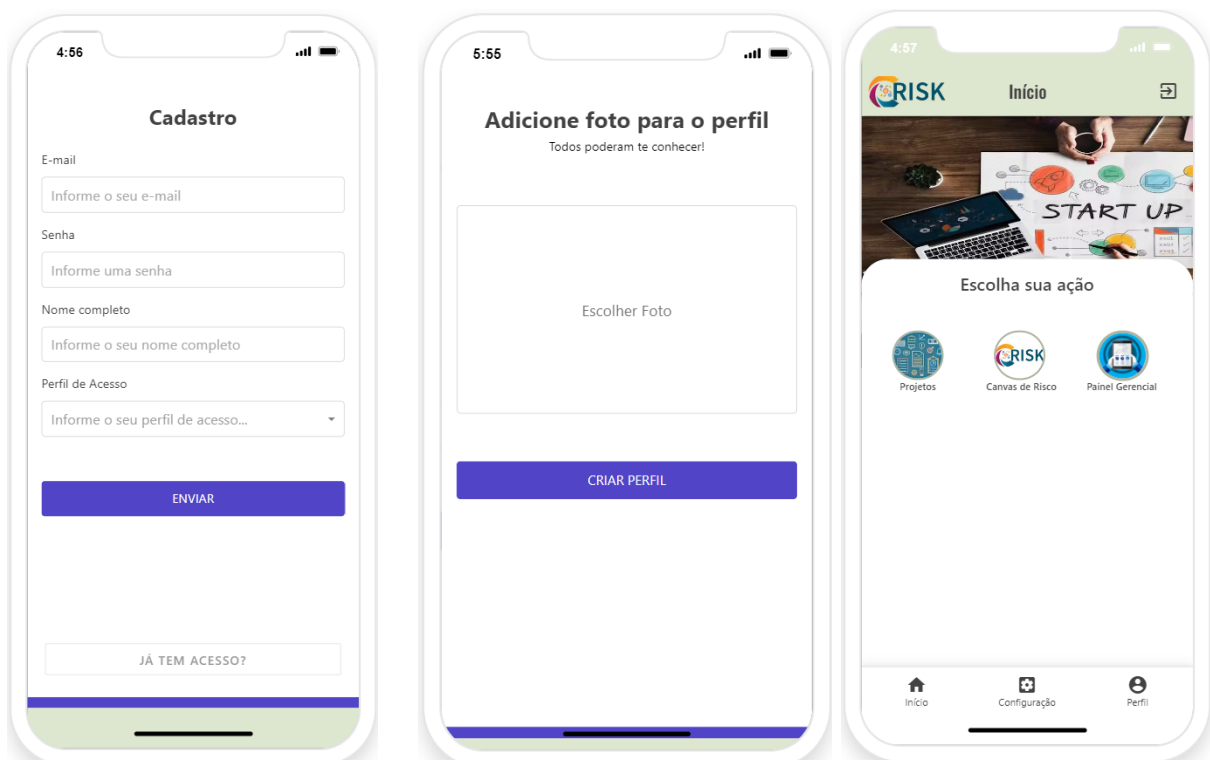 4:56
Cadastro
E-mail
Informe o seu e-mail
Senha
Informe uma senha
Nome completo
Informe o seu nome completo
Perfil de Acesso
Informe o seu perfil de acesso...
ENVIAR
JÁ TEM ACESSO?
5:55
Adicione foto para o perfil
Todos poderam te conhecer!
Escolher Foto
CRIAR PERFIL
4:57
CRISK
Início
START UP
Escolha sua ação
CRISK
Projetos
Canvas de Risco
Painel Gerencial
Início
Configuração
Perfil